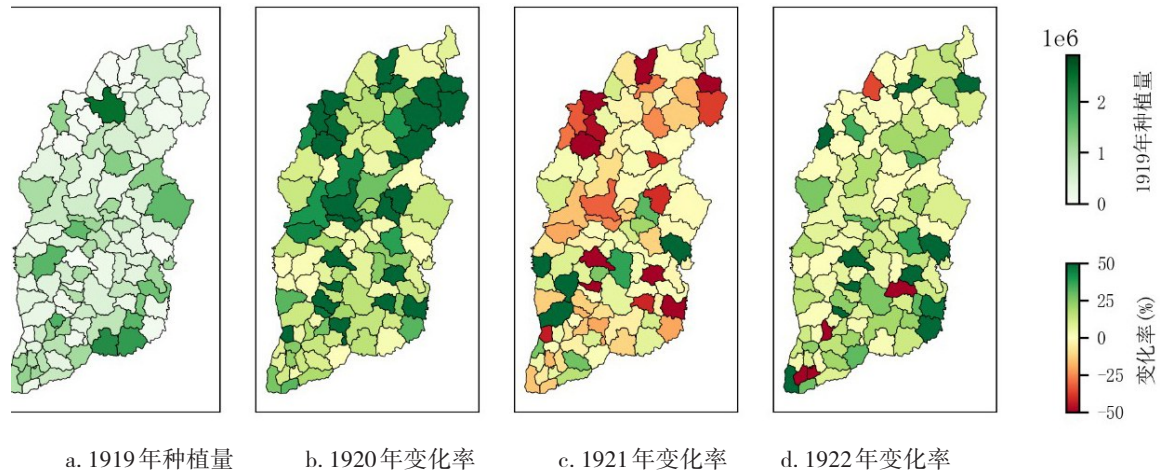 1e6
2
1
0
1919年种植量
50
25
0
-25
-50
变化率(%)
a. 1919年种植量
b. 1920年变化率
c. 1921年变化率
d. 1922年变化率